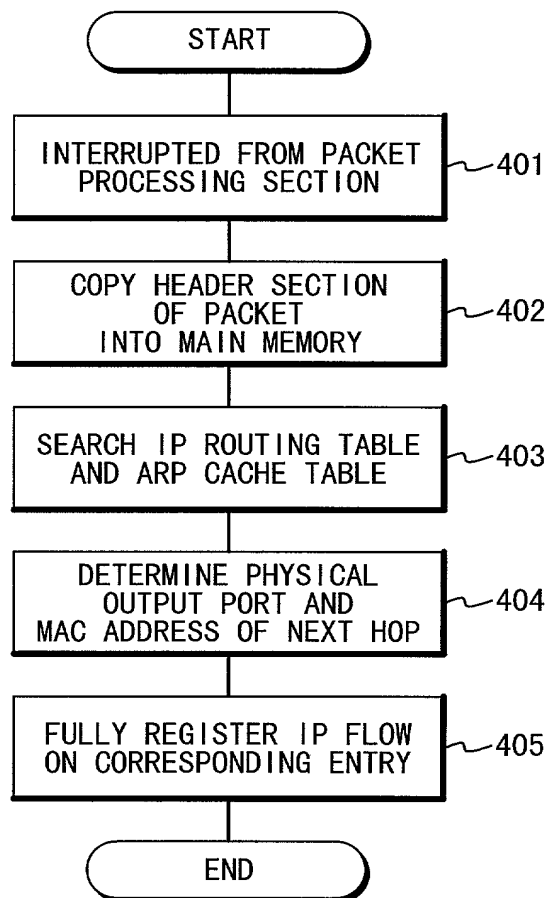 START
INTERRUPTED FROM PACKET
PROCESSING SECTION
401
COPY HEADER SECTION
OF PACKET
INTO MAIN MEMORY
402
SEARCH IP ROUTING TABLE
AND ARP CACHE TABLE
403
DETERMINE PHYSICAL
OUTPUT PORT AND
MAC ADDRESS OF NEXT HOP
404
FULLY REGISTER IP FLOW
ON CORRESPONDING ENTRY
405
END